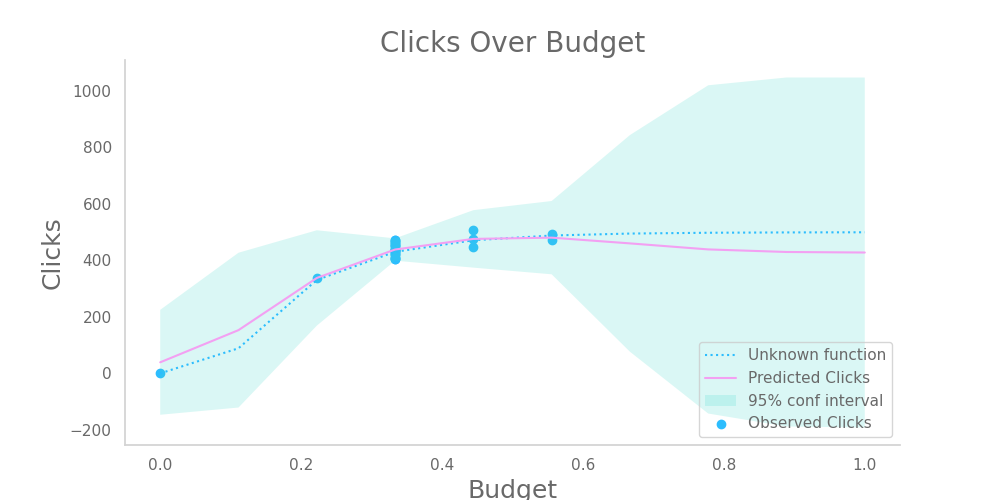 Clicks Over Budget
Clicks
1000
800
600
400
200
0
−200
0.0
0.2
0.4
0.6
0.8
1.0
Budget
Unknown function
Predicted Clicks
95% conf interval
Observed Clicks